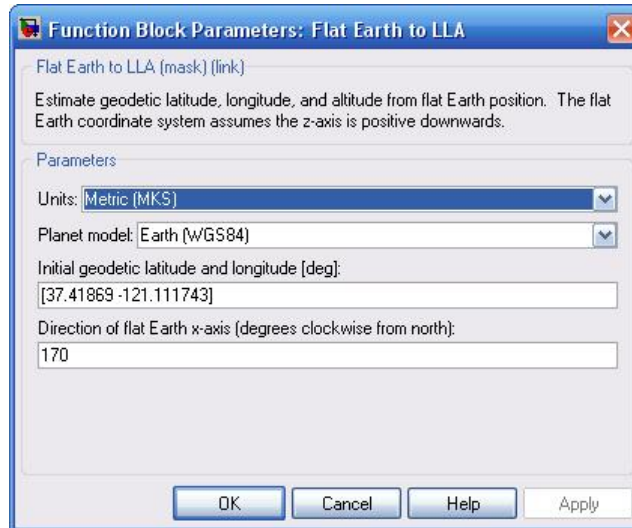 Function Block Parameters: Flat Earth to LLA
Flat Earth to LLA (mask) (link)
Estimate geodetic latitude, longitude, and altitude from flat Earth position. The flat
Earth coordinate system assumes the z-axis is positive downwards.
Parameters
Units: Metric (MKS)
Planet model: Earth (WGS84)
Initial geodetic latitude and longitude [deg]:
[37.41869 -121.111743]
Direction of flat Earth x-axis (degrees clockwise from north):
170
OK Cancel Help Apply